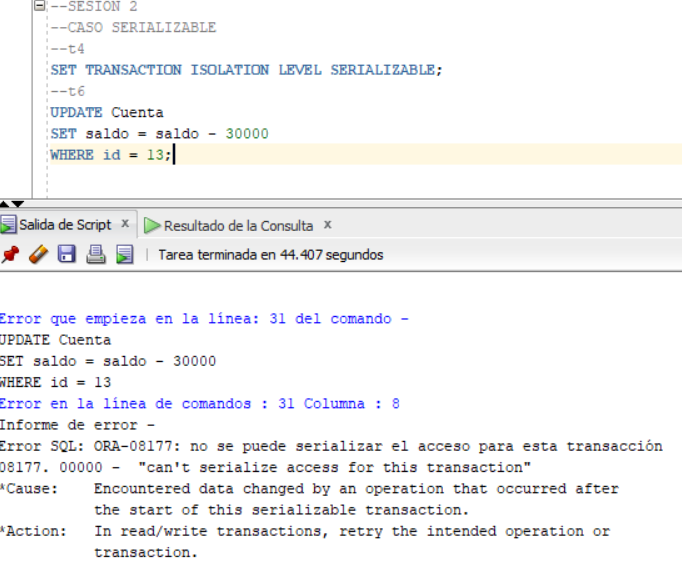 --SESION 2
--CASO SERIALIZABLE
--t4
SET TRANSACTION ISOLATION LEVEL SERIALIZABLE;
--t6
UPDATE Cuenta
SET saldo = saldo - 30000
WHERE id = 13;
Salida de Script x Resultado de la Consulta x
Tarea terminada en 44.407 segundos
Error que empieza en la línea: 31 del comando -
UPDATE Cuenta
SET saldo = saldo - 30000
WHERE id = 13
Error en la línea de comandos : 31 Columna : 8
Informe de error -
Error SQL: ORA-08177: no se puede serializar el acceso para esta transacción
08177. 00000 -  "can't serialize access for this transaction"
*Cause:    Encountered data changed by an operation that occurred after
the start of this serializable transaction.
*Action:   In read/write transactions, retry the intended operation or
transaction.